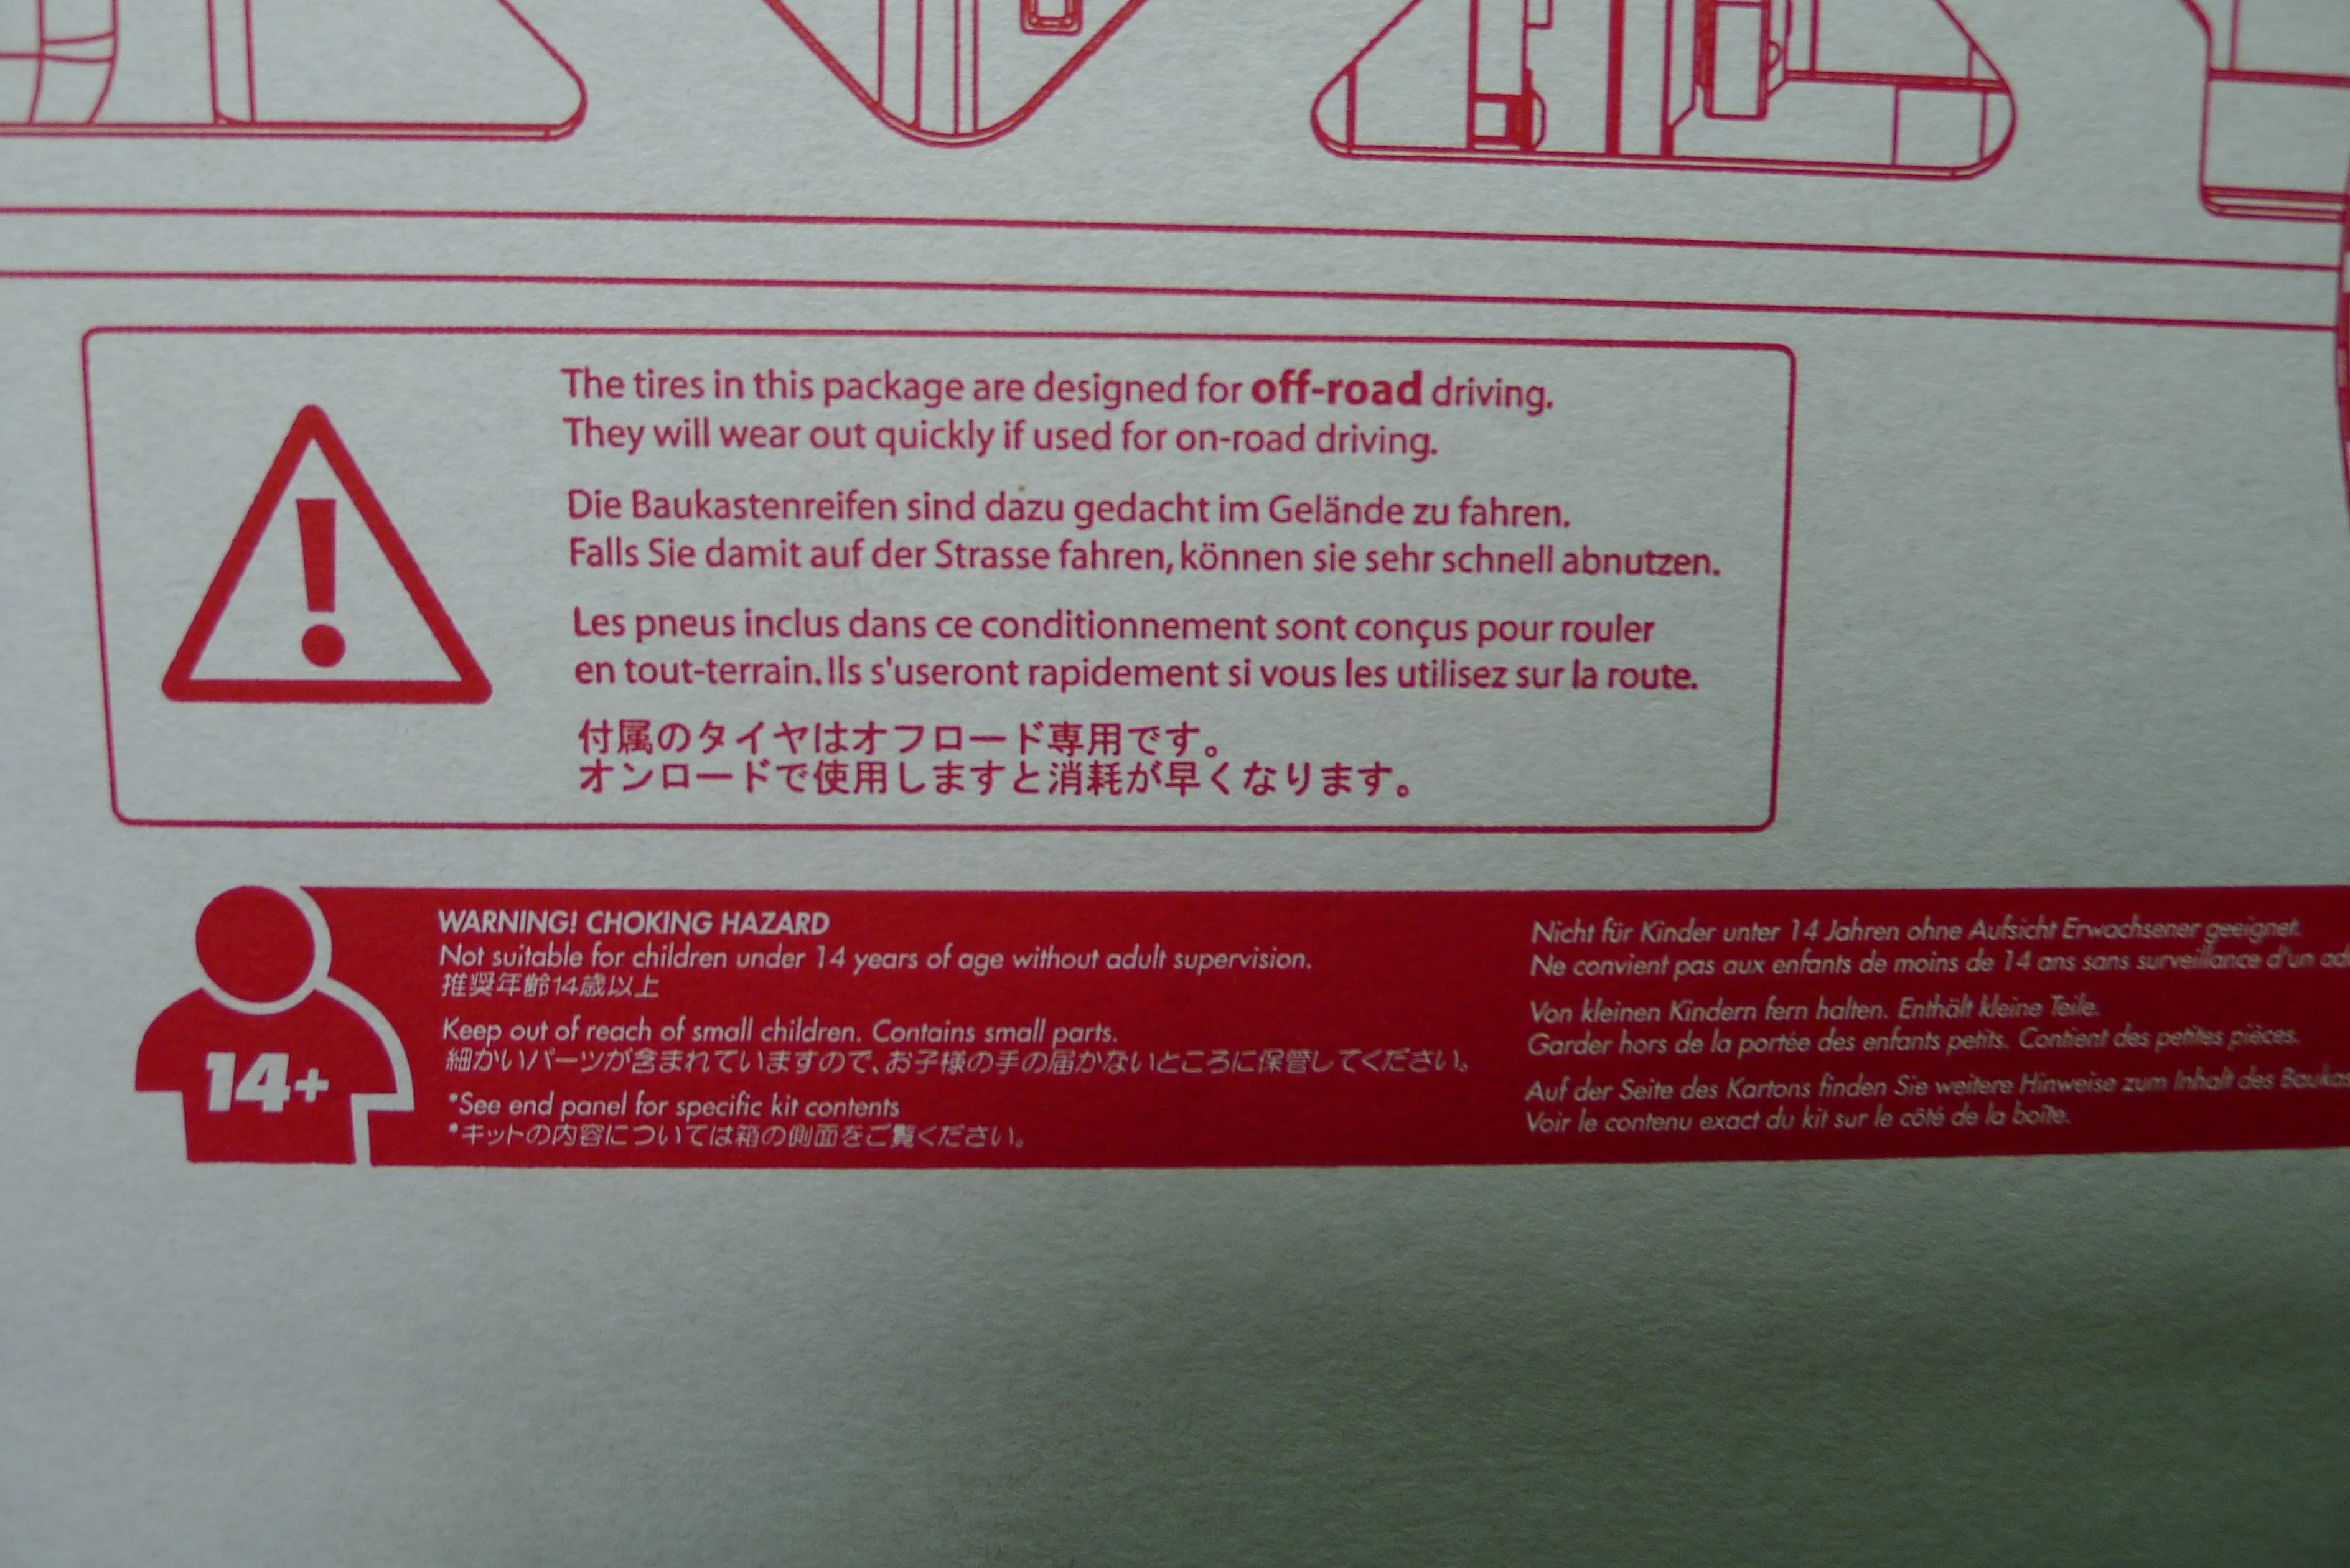 The tires in this package are designed for off-road driving.
They will wear out quickly if used for on-road driving.
Die Baukastenreifen sind dazu gedacht im Gelände zu fahren.
Falls Sie damit auf der Strasse fahren, können sie sehr schnell abnutzen.
Les pneus inclus dans ce conditionnement sont conçus pour rouler
en tout-terrain. Ils s'useront rapidement si vous les utilisez sur la route.
付属のタイヤはオフロード専用です。
オンロードで使用しますと消耗が早くなります。
14+
WARNING! CHOKING HAZARD
Not suitable for children under 14 years of age without adult supervision.
推奨年齢14歳以上
Keep out of reach of small children. Contains small parts.
細かいパーツが含まれていますので、お子様の手の届かないところに保管してください。
*See end panel for specific kit contents
*キットの内容については箱の側面をご覧ください。
Nicht für Kinder unter 14 Jahren ohne Aufsicht Erwachsener geeignet.
Ne convient pas aux enfants de moins de 14 ans sans surveillance d'un
Von kleinen Kindern fern halten. Enthält kleine Teile.
Garder hors de la portée des enfants petits. Contient des petites pièces.
Auf der Seite des Kartons finden Sie weitere Hinweise zum Inhalt des
Voir le contenu exact du kit sur le côté de la boîte.